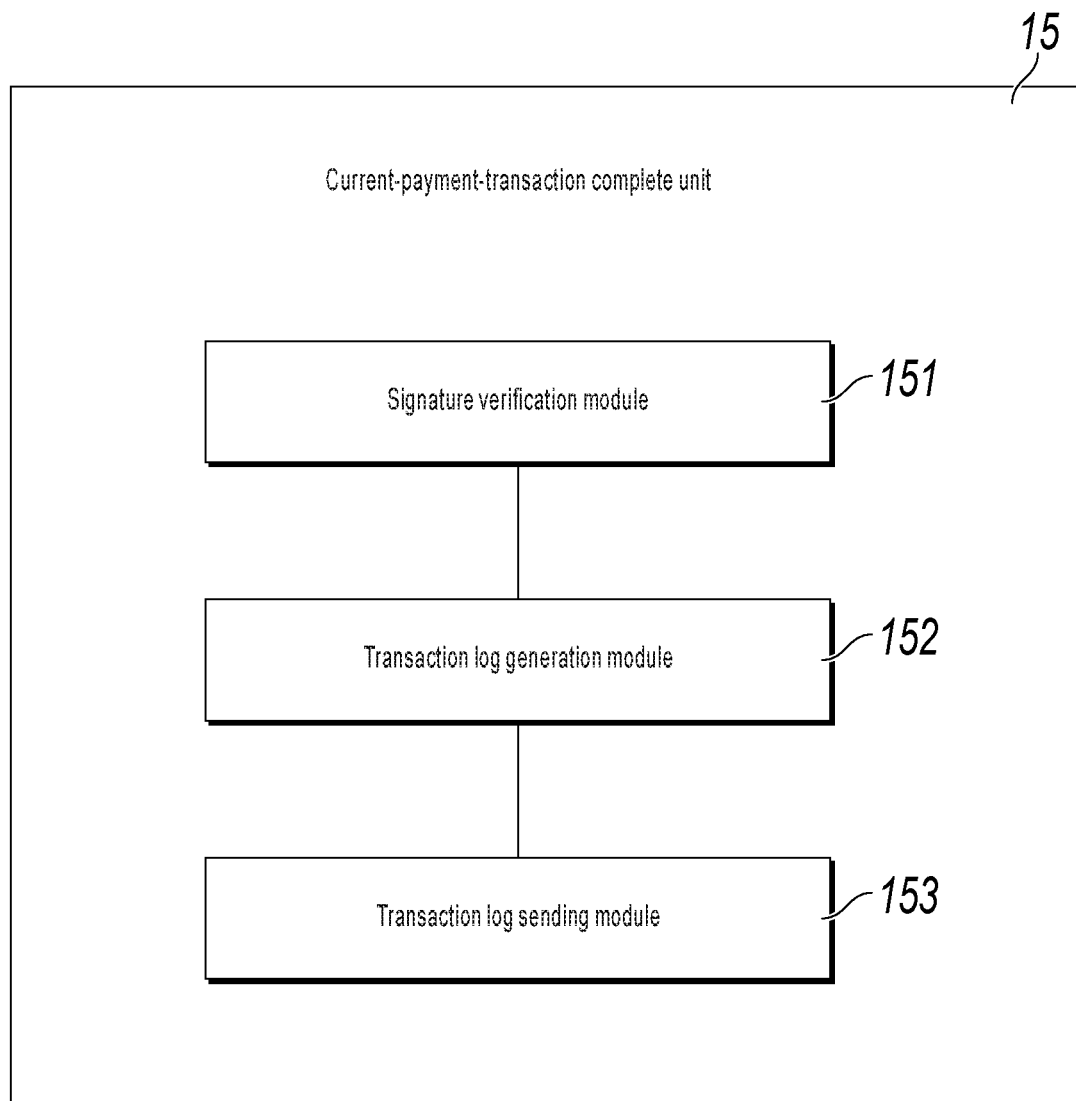 15
Current-payment-transaction complete unit
Signature verification module
151
Transaction log generation module
152
Transaction log sending module
153